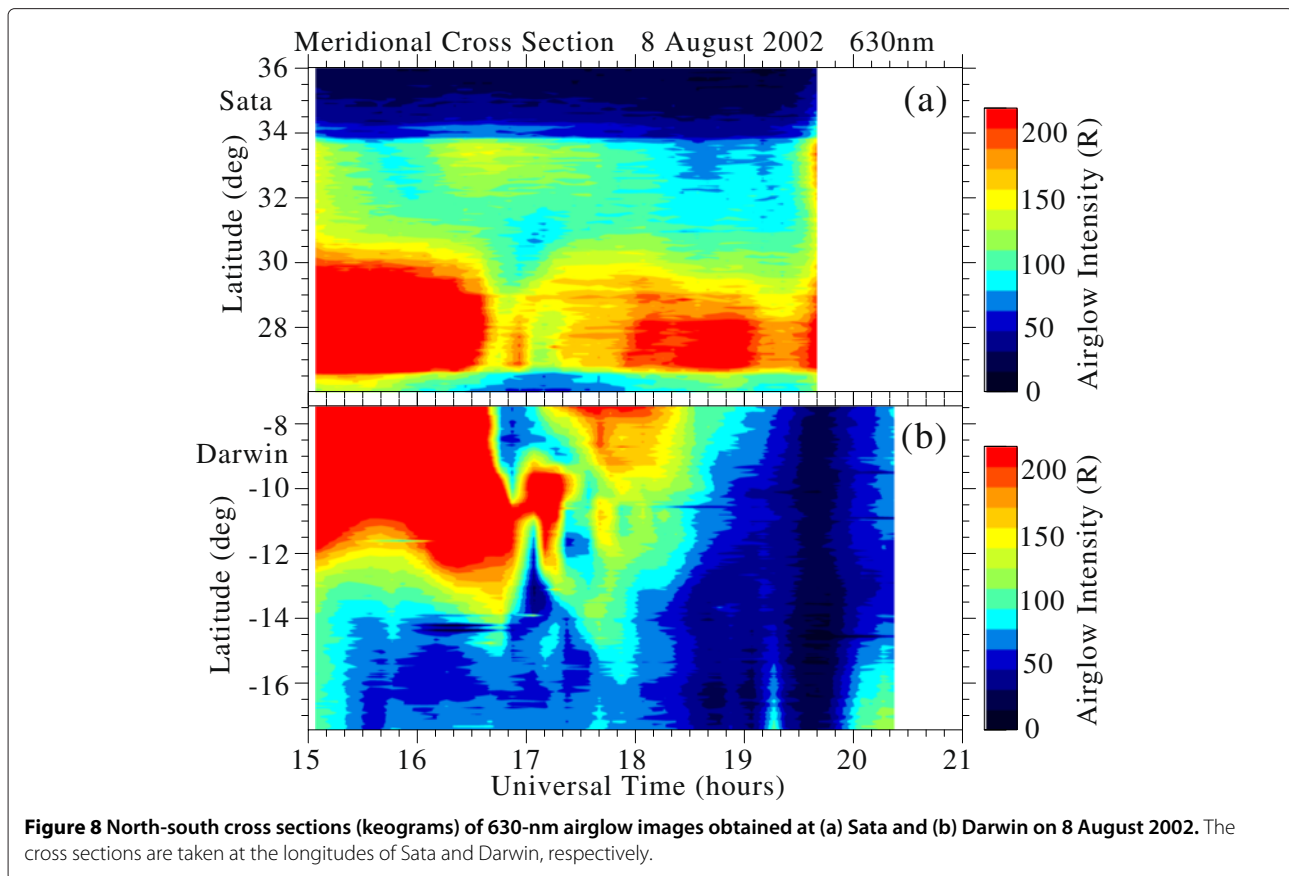 Meridional Cross Section 8 August 2002 630nm
36
Sata
34
32
30
28
Latitude (deg)
(a)
200
150
100
50
0
Airglow Intensity (R)
-8
Darwin
-10
-12
-14
-16
Latitude (deg)
(b)
200
150
100
50
0
Airglow Intensity (R)
15 16 17 18 19 20 21
Universal Time (hours)
Figure 8 North-south cross sections (keograms) of 630-nm airglow images obtained at (a) Sata and (b) Darwin on 8 August 2002. The
cross sections are taken at the longitudes of Sata and Darwin, respectively.